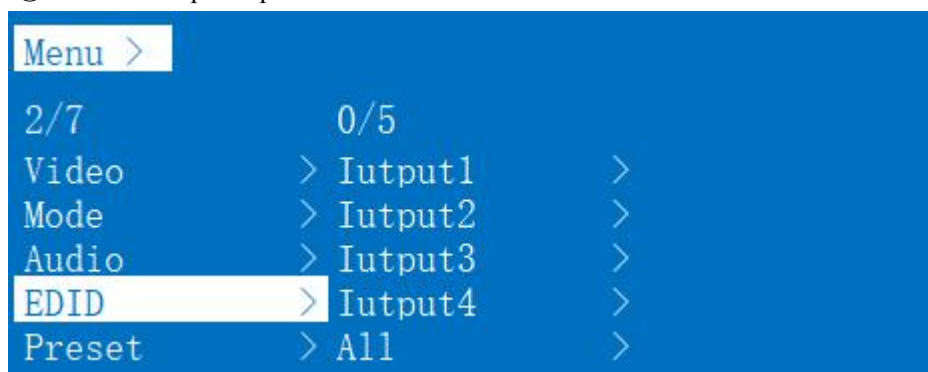 Menu >
2/7 0/5
Video > Iutput1 >
Mode > Iutput2 >
Audio > Iutput3 >
EDID > Iutput4 >
Preset > All >